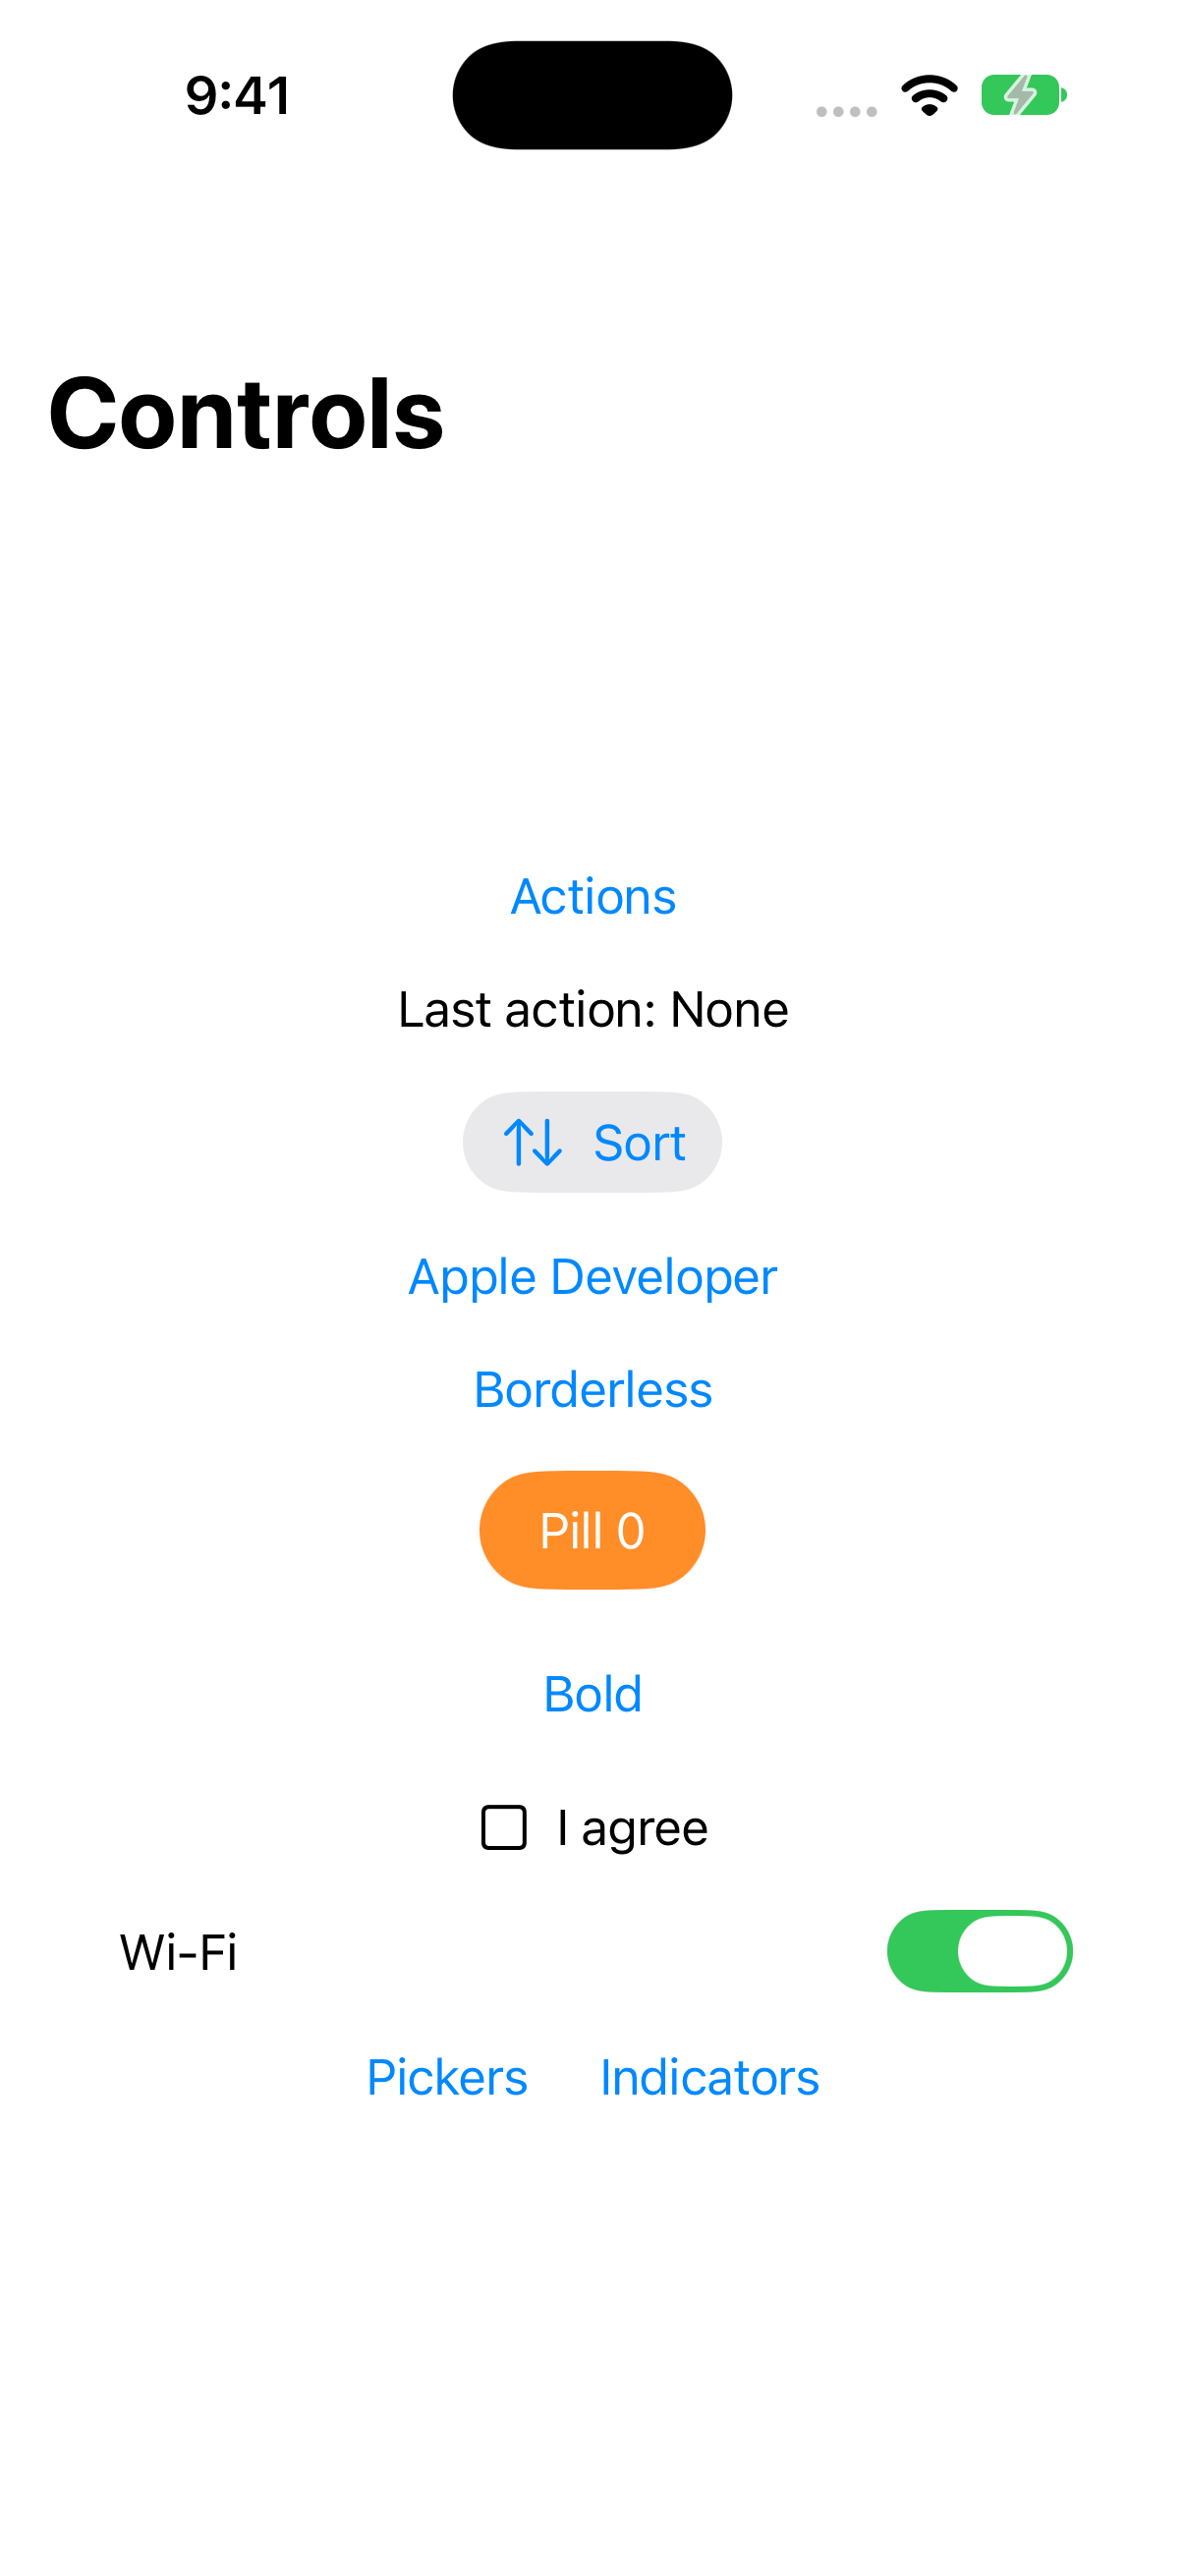 9:41
Controls
Actions
Last action: None
Sort
Apple Developer
Borderless
Pill 0
Bold
I agree
Wi-Fi
Pickers Indicators